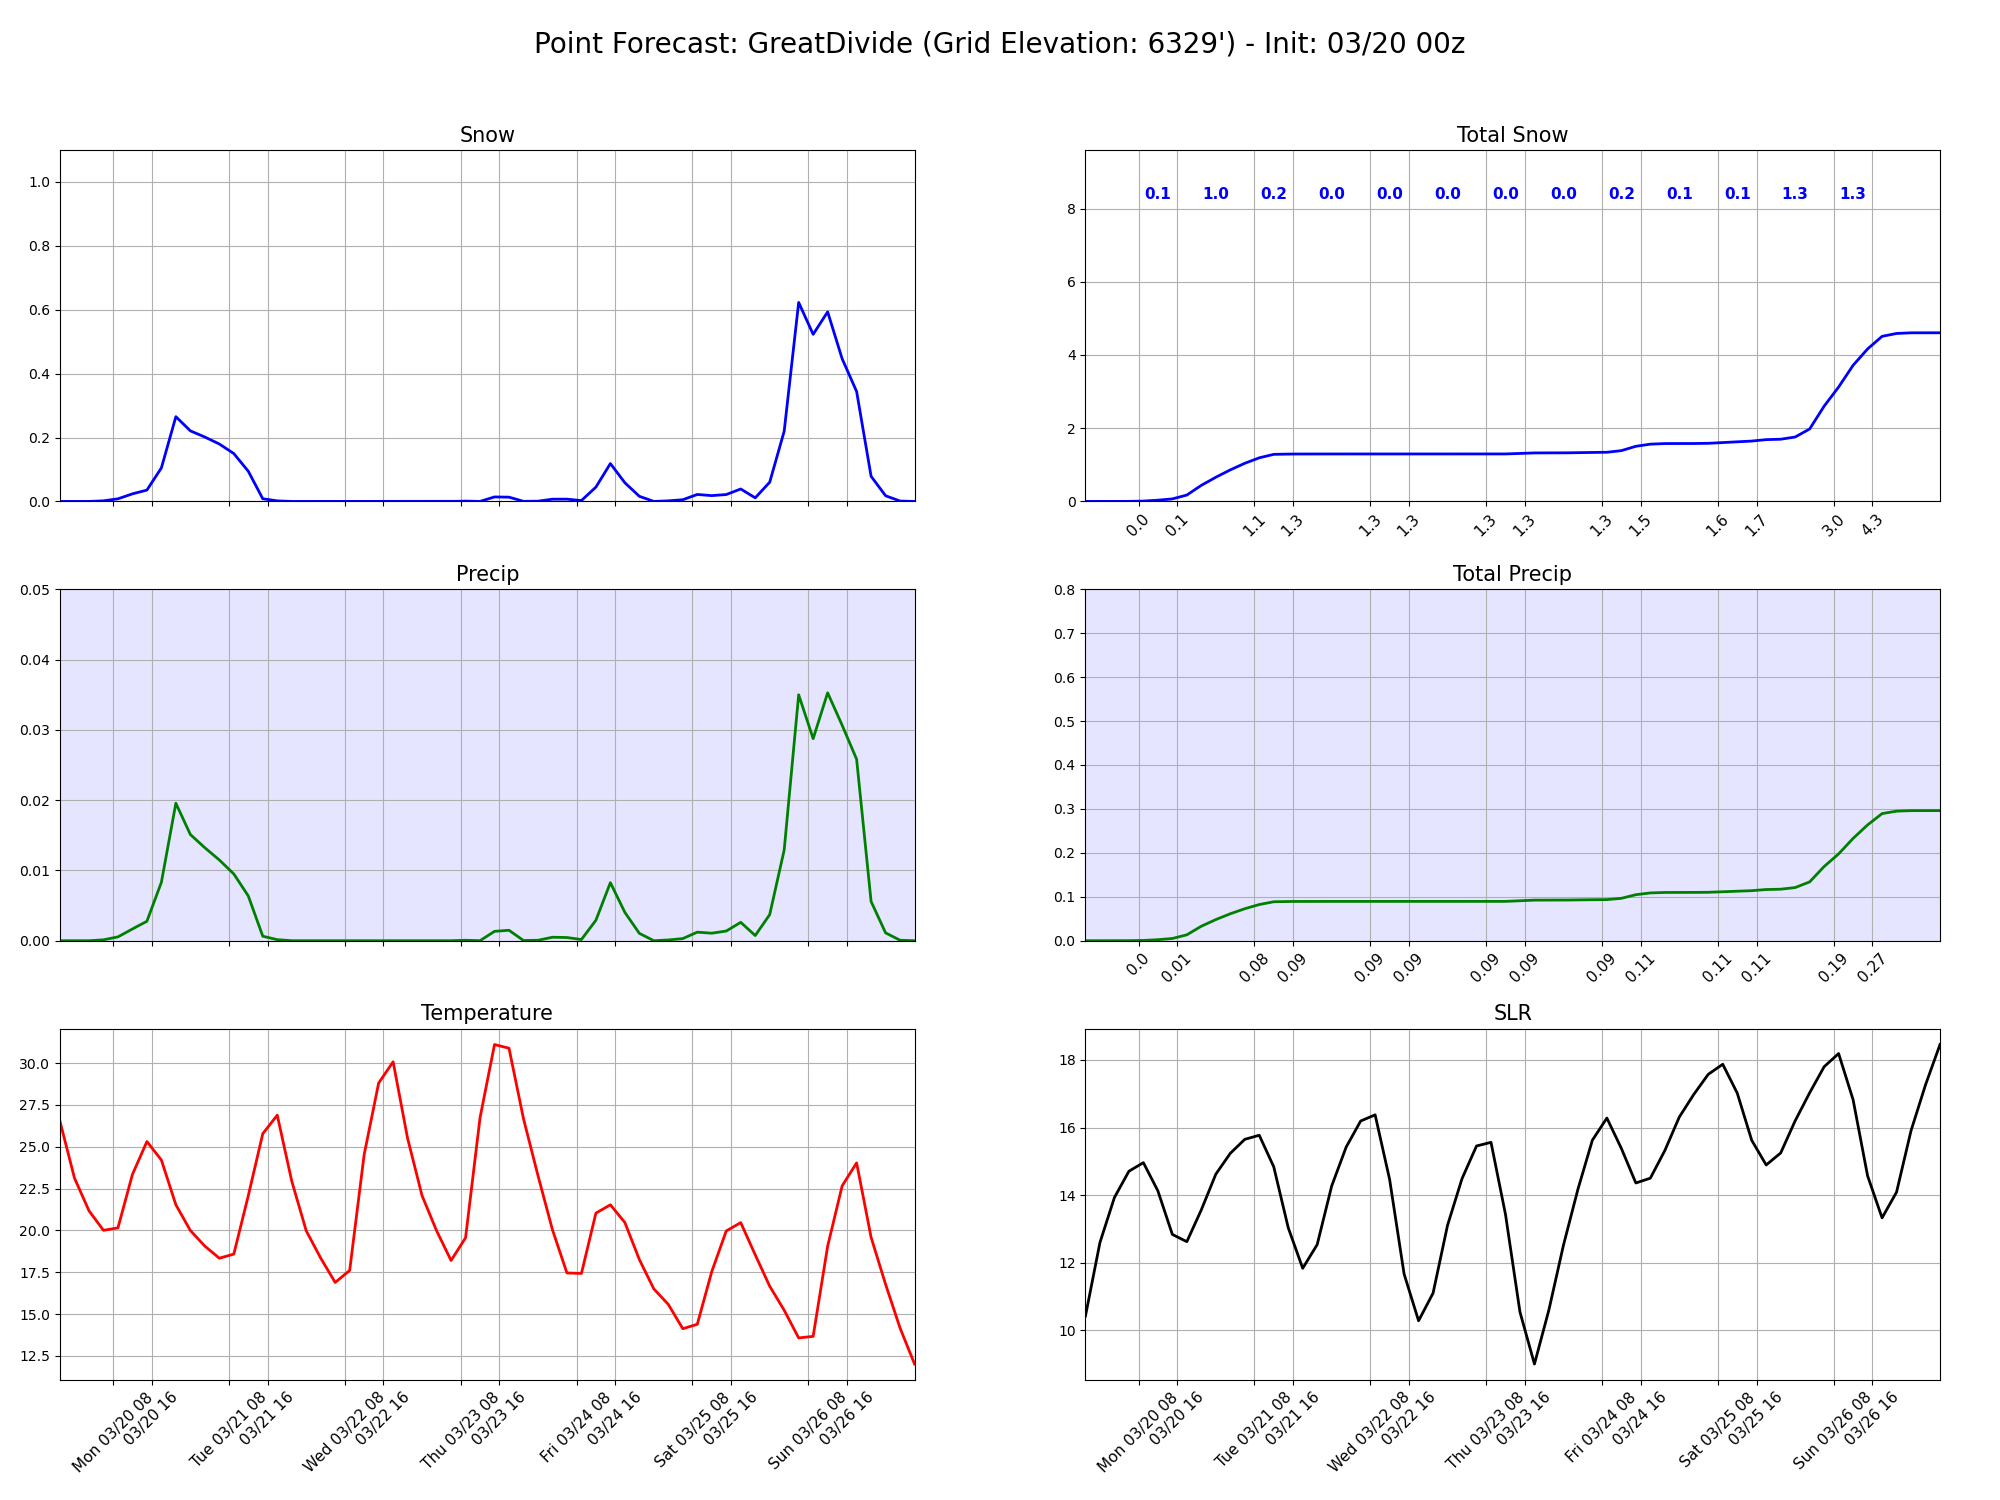 Point Forecast: GreatDivide (Grid Elevation: 6329') - Init: 03/20 00z
Snow
1.0
0.8
0.6
0.4
0.2
0.0
Total Snow
0.1 1.0 0.2 0.0 0.0 0.0 0.0 0.0 0.2 0.1 0.1 1.3 1.3
8
6
4
2
0
0.0 0.1 1.1 1.3 1.3 1.3 1.3 1.3 1.3 1.5 1.6 1.7 3.0 4.3
Precip
0.05
0.04
0.03
0.02
0.01
0.00
Total Precip
0.8
0.7
0.6
0.5
0.4
0.3
0.2
0.1
0.0
0.0 0.01 0.08 0.09 0.09 0.09 0.09 0.09 0.09 0.11 0.11 0.11 0.19 0.27
Temperature
30.0
27.5
25.0
22.5
20.0
17.5
15.0
12.5
Mon 03/20 08
03/20 16
Tue 03/21 08
03/21 16
Wed 03/22 08
03/22 16
Thu 03/23 08
03/23 16
Fri 03/24 08
03/24 16
Sat 03/25 08
03/25 16
Sun 03/26 08
03/26 16
SLR
18
16
14
12
10
Mon 03/20 08
03/20 16
Tue 03/21 08
03/21 16
Wed 03/22 08
03/22 16
Thu 03/23 08
03/23 16
Fri 03/24 08
03/24 16
Sat 03/25 08
03/25 16
Sun 03/26 08
03/26 16